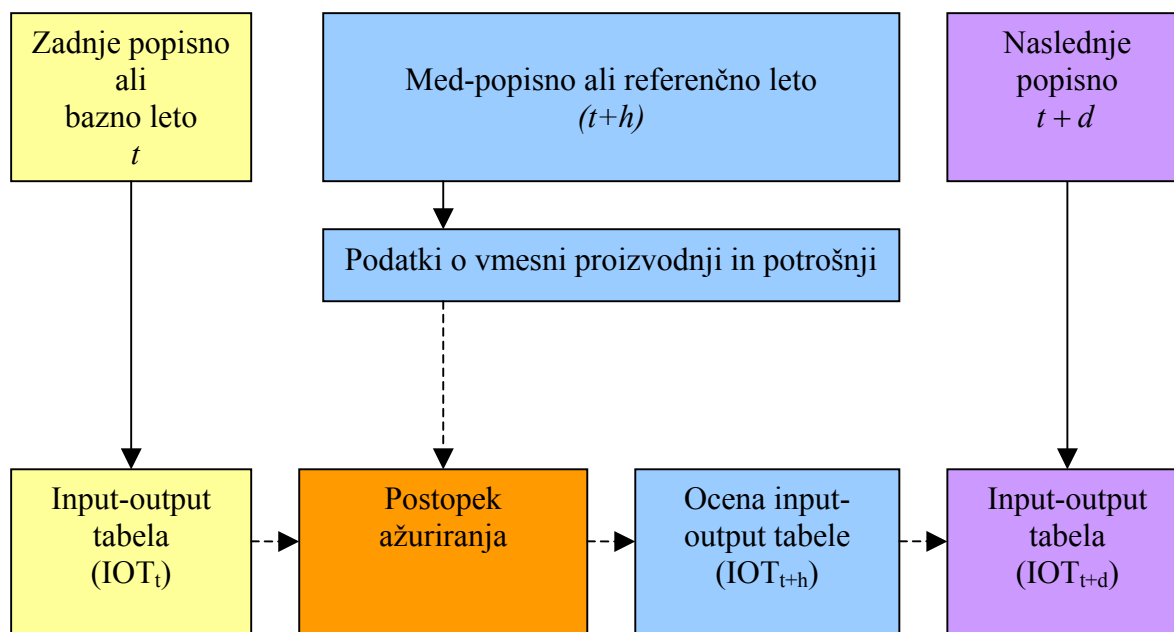 Zadnje popisno
ali
bazno leto
t
Med-popisno ali referenčno leto
(t+h)
Naslednje
popisno
t + d
Podatki o vmesni proizvodnji in potrošnji
Input-output
tabela
(IOTt)
Postopek
ažuriranja
Ocena input-
output tabele
(IOTt+h)
Input-output
tabela
(IOTt+d)